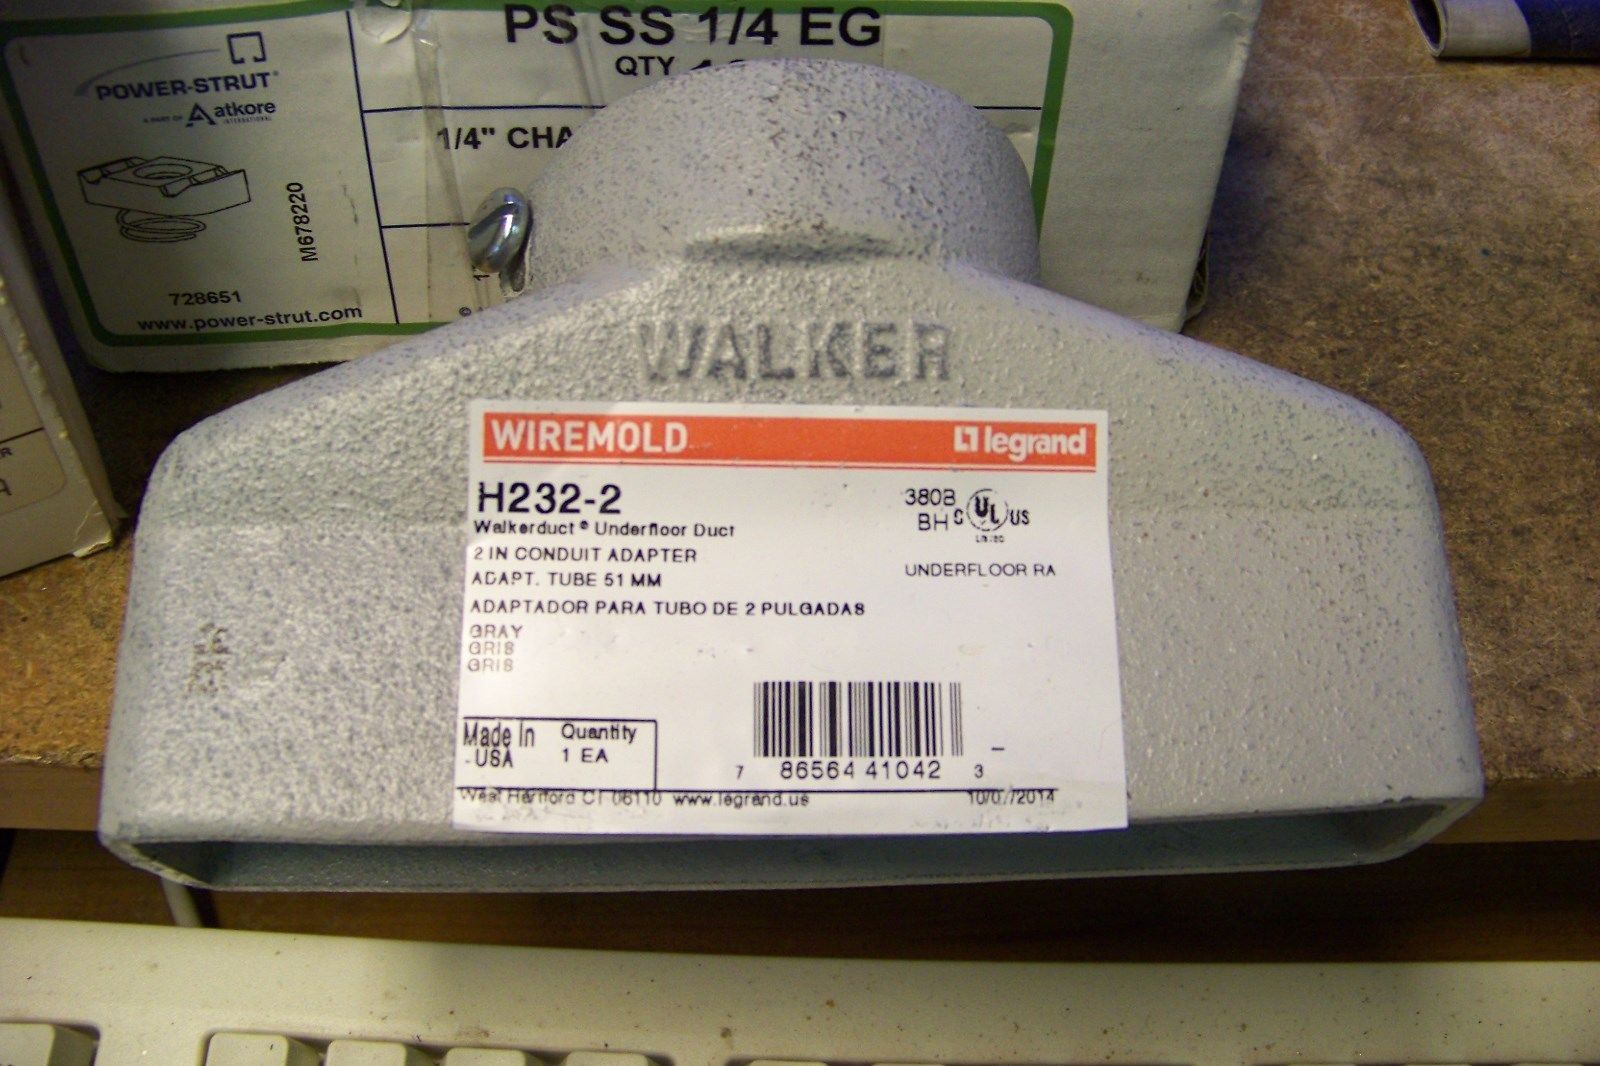 PS SS 1/4 EG
QTY
POWER-STRUT
A PART OF atkore
INTERNATIONAL
1/4" CHA
M678220
728651
www.power-strut.com
WALKER
WIREMOLD legrand
H232-2
Walkerduct® Underfloor Duct
2 IN CONDUIT ADAPTER
ADAPT. TUBE 51 MM
ADAPTADOR PARA TUBO DE 2 PULGADAS
GRAY
GRIS
GRIS
380B
BH C UL US
LISTED
UNDERFLOOR RA
Made In
USA
Quantity
1 EA
7 86564 41042 3
West Hartford CT 06110 www.legrand.us